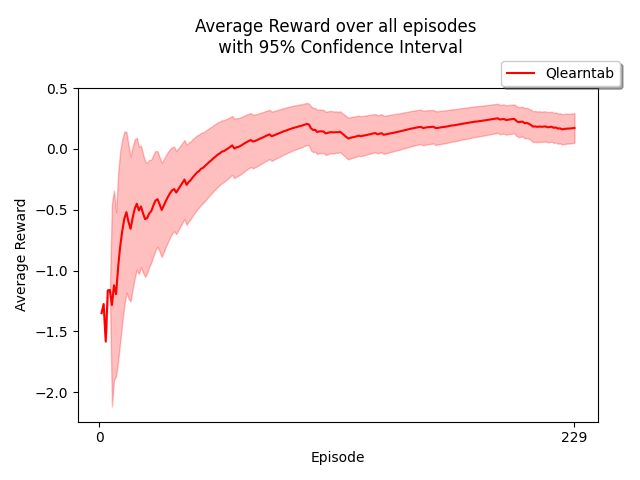 Average Reward over all episodes
with 95% Confidence Interval
Qlearntab
0.5
0.0
−0.5
−1.0
−1.5
−2.0
Average Reward
0
229
Episode